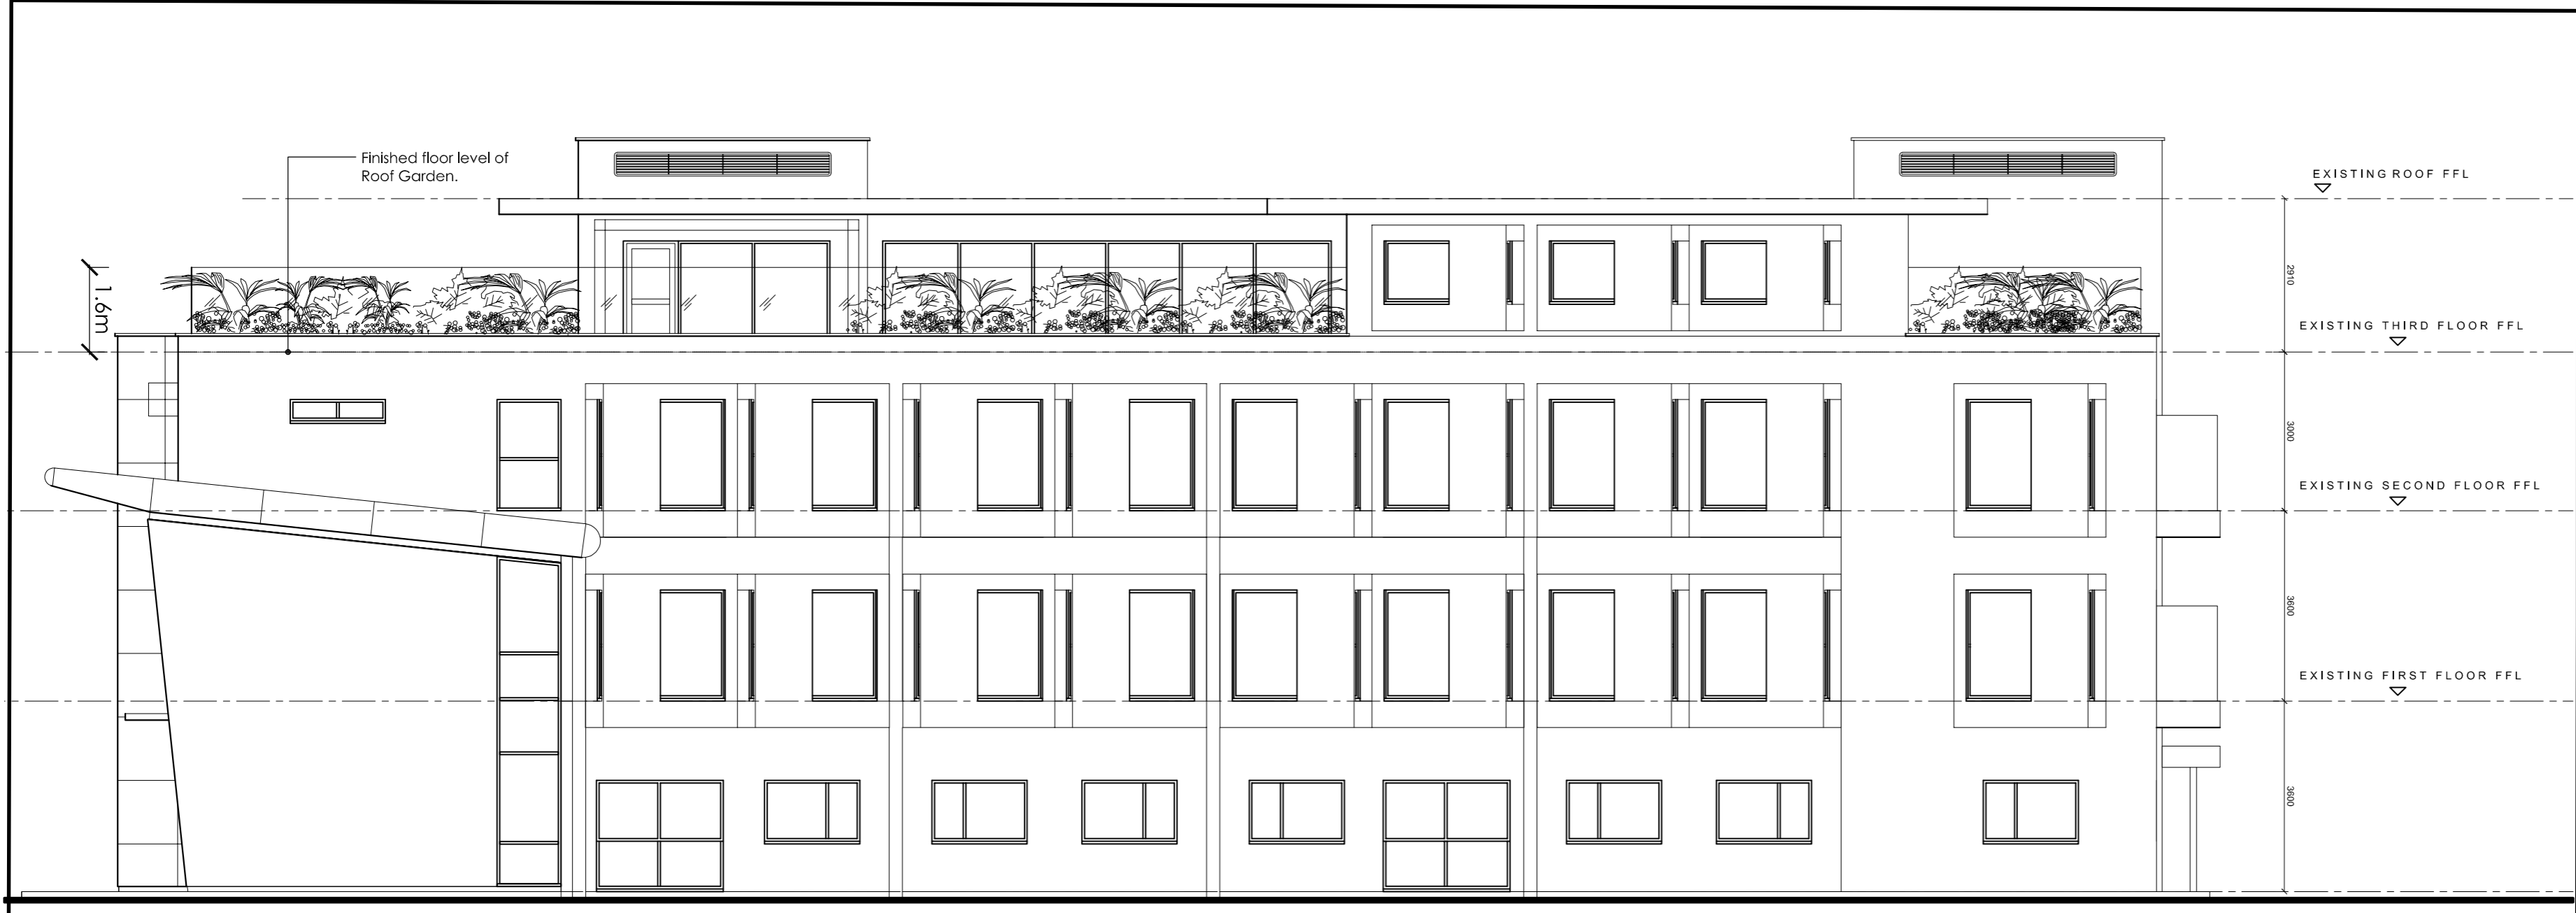 Finished floor level of
Roof Garden.
EXISTING ROOF FFL
2910
1.6m
EXISTING THIRD FLOOR FFL
3000
EXISTING SECOND FLOOR FFL
3600
EXISTING FIRST FLOOR FFL
3600